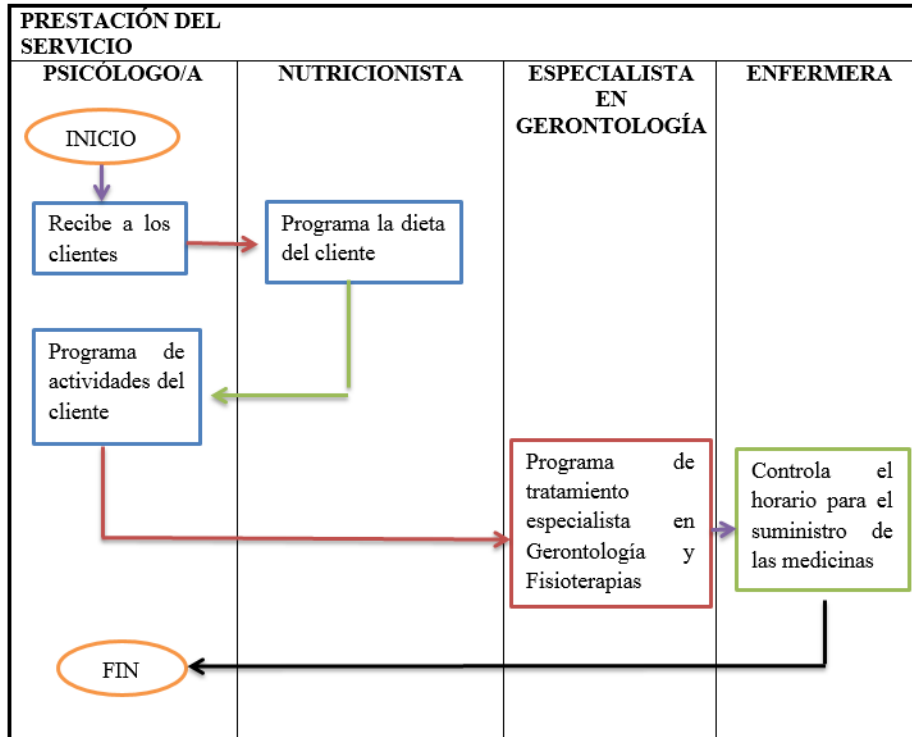 PRESTACIÓN DEL
SERVICIO
PSICÓLOGO/A
NUTRICIONISTA
ESPECIALISTA
EN
GERONTOLOGÍA
ENFERMERA
INICIO
Recibe a los
clientes
Programa la dieta
del cliente
Programa de
actividades del
cliente
Programa de
tratamiento
especialista en
Gerontología y
Fisioterapias
Controla el
horario para el
suministro de
las medicinas
FIN